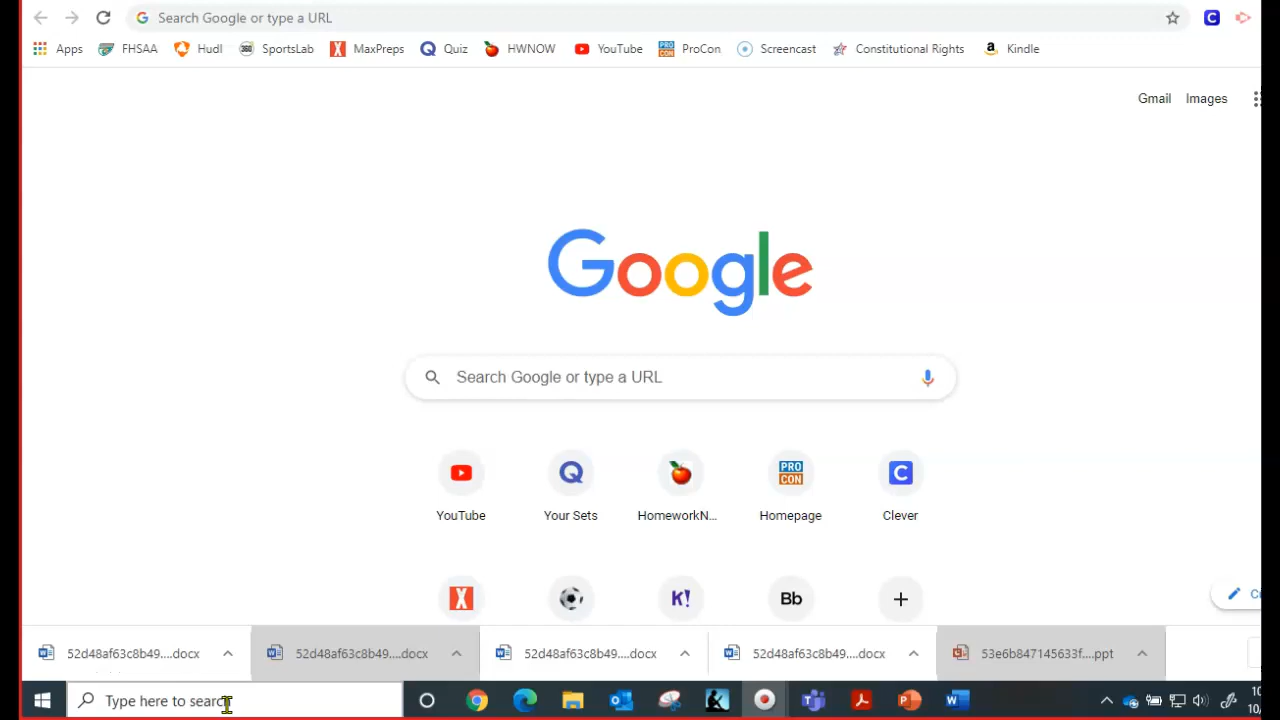 Search Google or type a URL
Apps FHSAA Hudl SportsLab MaxPreps Quiz HWNOW YouTube ProCon Screencast Constitutional Rights Kindle
Gmail Images
Google
Search Google or type a URL
YouTube Your Sets HomeworkN... Homepage Clever
K! Bb
52d48af63c8b49....docx 52d48af63c8b49....docx 52d48af63c8b49....docx 52d48af63c8b49....docx 53e6b847145633f....ppt
Type here to search